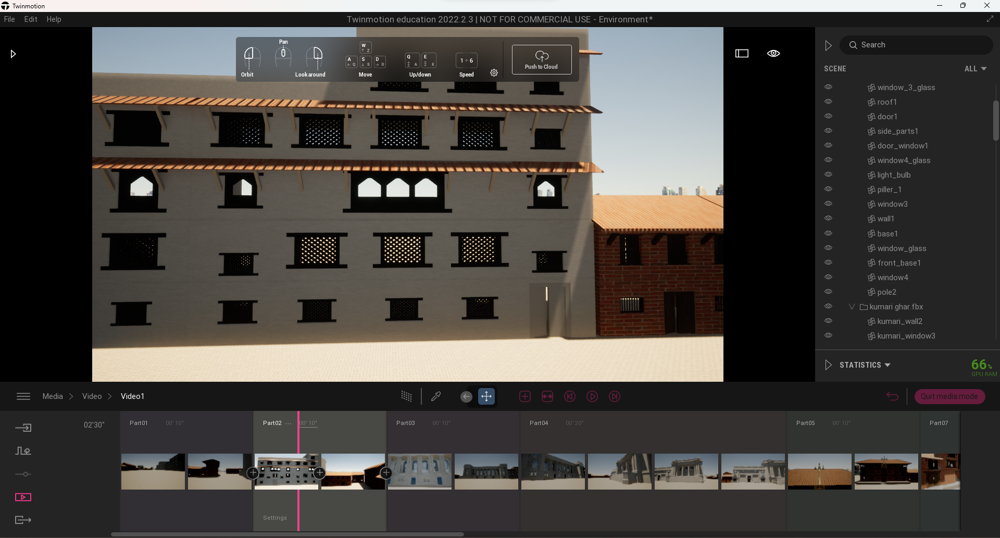 Twinmotion
File Edit Help
Twinmotion education 2022.2.3 | NOT FOR COMMERCIAL USE - Environment*
Pan
W
Z
A
Q
S
S
D
D
Q
A
E
E
1 6
Orbit
Look around
Move
Up/down
Speed
Push to Cloud
Search
SCENE
ALL
window_3_glass
roof1
door1
side_parts1
door_window1
window4_glass
light_bulb
piller_1
window3
wall1
base1
window_glass
front_base1
window4
pole2
kumari ghar.fbx
kumari_wall2
kumari_window3
STATISTICS
66%
GPU RAM
Media
Video
Video1
Quit media mode
02'30"
Part01 00'10"
Part02 ... 00'10"
Part03 00'10"
Part04 00'20"
Part05 00'10"
Part07
Settings